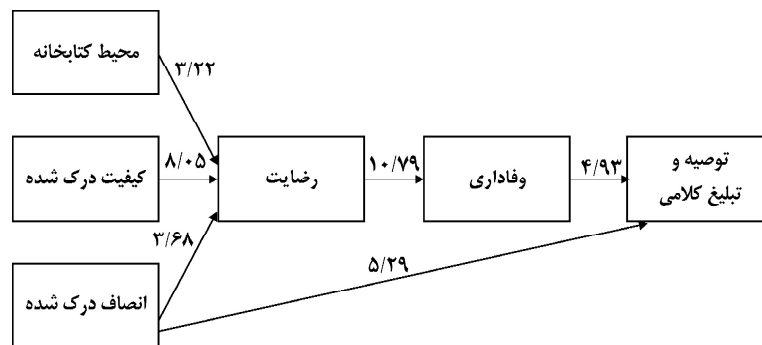 محیط کتابخانه
۳/۲۲
کیفیت درک شده
۸/۰۵
رضایت
۱۰/۷۹
وفاداری
۴/۹۳
توصیه و
تبلیغ کلامی
۳/۶۸
۵/۲۹
انصاف درک شده